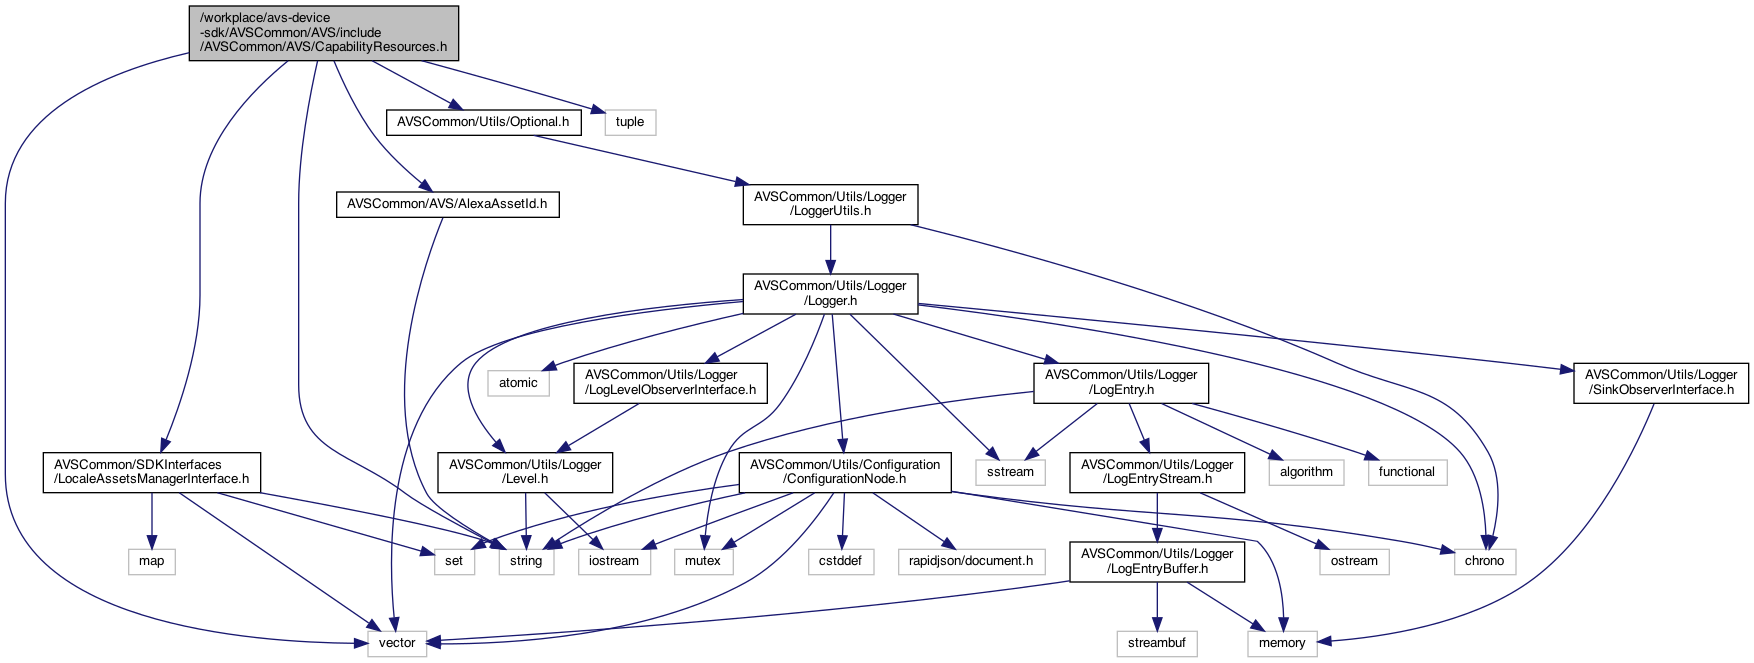 /workplace/avs-device
-sdk/AVSCommon/AVS/include
/AVSCommon/AVS/CapabilityResources.h
AVSCommon/Utils/Optional.h
tuple
AVSCommon/AVS/AlexaAssetId.h
AVSCommon/Utils/Logger
/LoggerUtils.h
AVSCommon/Utils/Logger
/Logger.h
atomic
AVSCommon/Utils/Logger
/LogLevelObserverInterface.h
AVSCommon/Utils/Logger
/LogEntry.h
AVSCommon/Utils/Logger
/SinkObserverInterface.h
AVSCommon/SDKInterfaces
/LocaleAssetsManagerInterface.h
AVSCommon/Utils/Logger
/Level.h
AVSCommon/Utils/Configuration
/ConfigurationNode.h
sstream
AVSCommon/Utils/Logger
/LogEntryStream.h
algorithm
functional
map
set
string
iostream
mutex
cstddef
rapidjson/document.h
AVSCommon/Utils/Logger
/LogEntryBuffer.h
ostream
chrono
vector
streambuf
memory